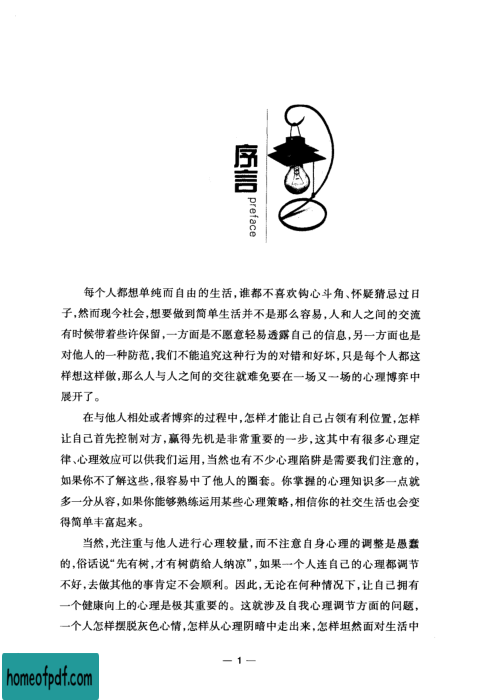 序言
preface
每个人都想单纯而自由的生活,谁都不喜欢钩心斗角、怀疑猜忌过日
子,然而现今社会,想要做到简单生活并不是那么容易,人和人之间的交流
有时候带着些许保留,一方面是不愿意轻易透露自己的信息,另一方面也是
对他人的一种防范,我们不能追究这种行为的对错和好坏,只是每个人都这
样想这样做,那么人与人之间的交往就难免要在一场又一场的心理博弈中
展开了。
在与他人相处或者博弈的过程中,怎样才能让自己占领有利位置,怎样
让自己首先控制对方,赢得先机是非常重要的一步,这其中有很多心理定
律、心理效应可以供我们运用,当然也有不少心理陷阱是需要我们注意的,
如果你不了解这些,很容易中了他人的圈套。你掌握的心理知识多一点就
多一分从容,如果你能够熟练运用某些心理策略,相信你的社交生活也会变
得简单丰富起来。
当然,光注重与他人进行心理较量,而不注意自身心理的调整是愚蠢
的,俗话说“先有树,才有树荫给人纳凉”,如果一个人连自己的心理都调节
不好,去做其他的事肯定不会顺利。因此,无论在何种情况下,让自己拥有
一个健康向上的心理是极其重要的。这就涉及自我心理调节方面的问题,
一个人怎样摆脱灰色心情,怎样从心理阴暗中走出来,怎样坦然面对生活中
— 1 —
homeofpdf.com